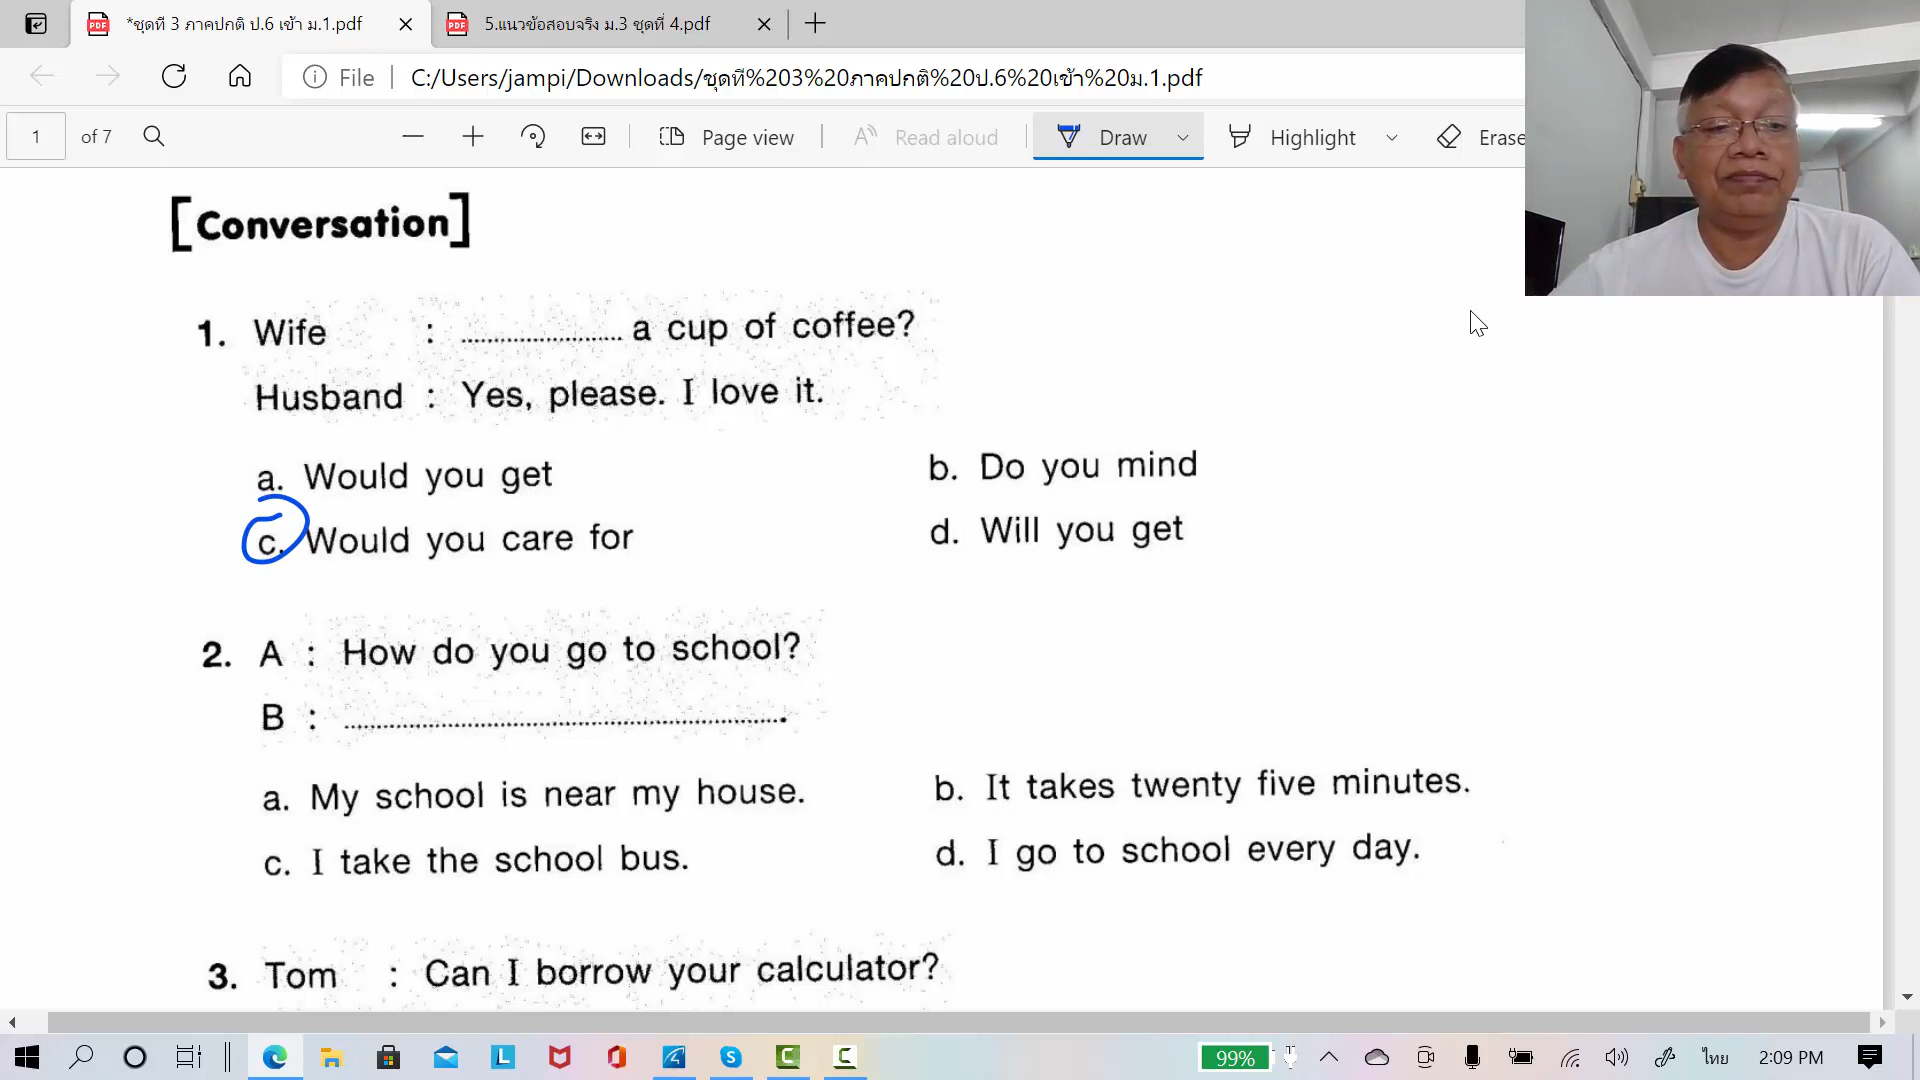 *ชุดที่ 3 ภาคปกติ ป.6 เข้า ม.1.pdf
5.แนวข้อสอบจริง ม.3 ชุดที่ 4.pdf
File C:/Users/jampi/Downloads/ชุดที่%203%20ภาคปกติ%20ป.6%20เข้า%20ม.1.pdf
1 of 7 Page view Read aloud Draw Highlight Erase
[Conversation]
1. Wife : .......................... a cup of coffee?
Husband : Yes, please. I love it.
a. Would you get b. Do you mind
c. Would you care for d. Will you get
2. A : How do you go to school?
B : .................................................................
a. My school is near my house. b. It takes twenty five minutes.
c. I take the school bus. d. I go to school every day.
3. Tom : Can I borrow your calculator?
99% ไทย 2:09 PM